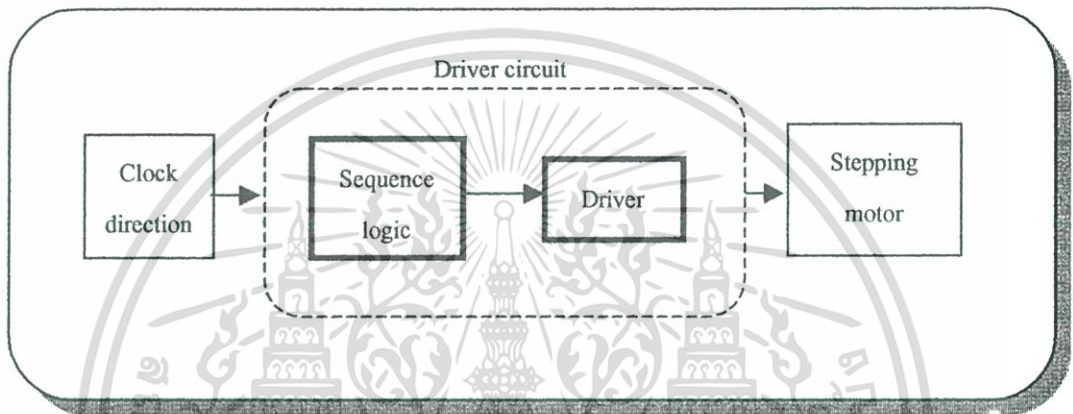 Driver circuit
Clock
direction
Sequence
logic
Driver
Stepping
motor